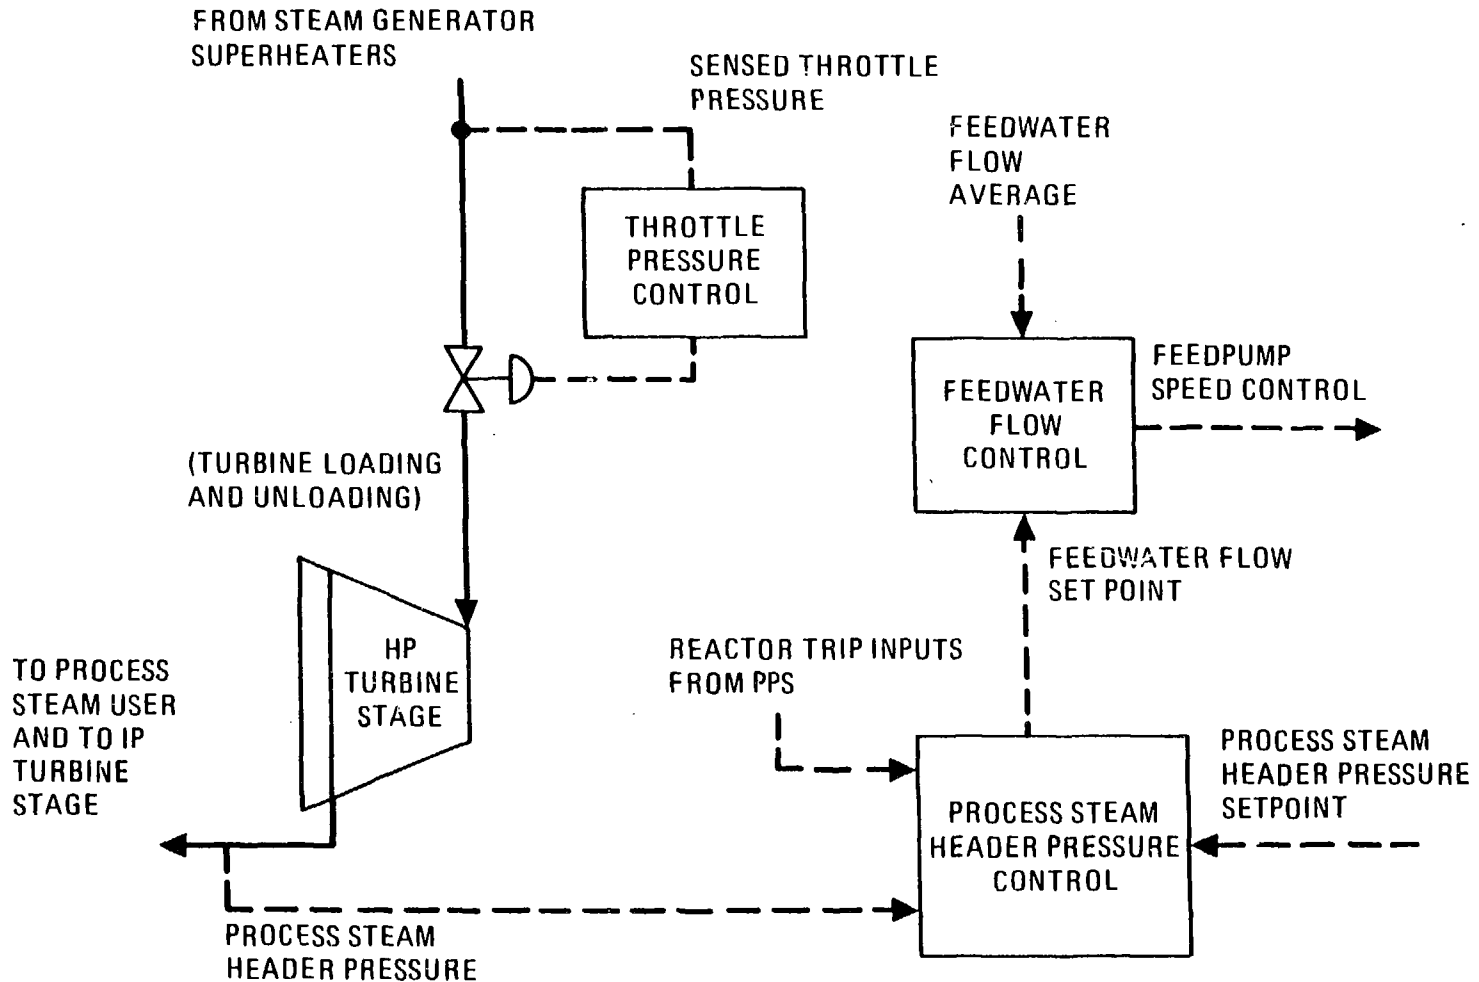 FROM STEAM GENERATOR
SUPERHEATERS
SENSED THROTTLE
PRESSURE
FEEDWATER
FLOW
AVERAGE
THROTTLE
PRESSURE
CONTROL
FEEDPUMP
SPEED CONTROL
FEEDWATER
FLOW
CONTROL
(TURBINE LOADING
AND UNLOADING)
FEEDWATER FLOW
SET POINT
HP
TURBINE
STAGE
REACTOR TRIP INPUTS
FROM PPS
TO PROCESS
STEAM USER
AND TO IP
TURBINE
STAGE
PROCESS STEAM
HEADER PRESSURE
SETPOINT
PROCESS STEAM
HEADER PRESSURE
CONTROL
PROCESS STEAM
HEADER PRESSURE